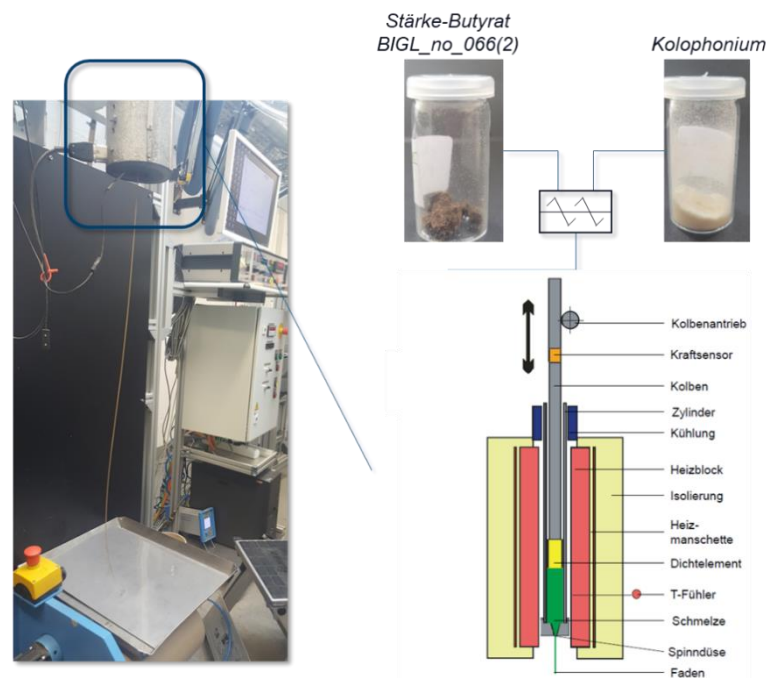 Stärke-Butyrat
BIGL_no_066(2)
Kolophonium
Kolbenantrieb
Kraftsensor
Kolben
Zylinder
Kühlung
Heizblock
Isolierung
Heiz-
manschette
Dichtelement
T-Fühler
Schmelze
Spinndüse
Faden